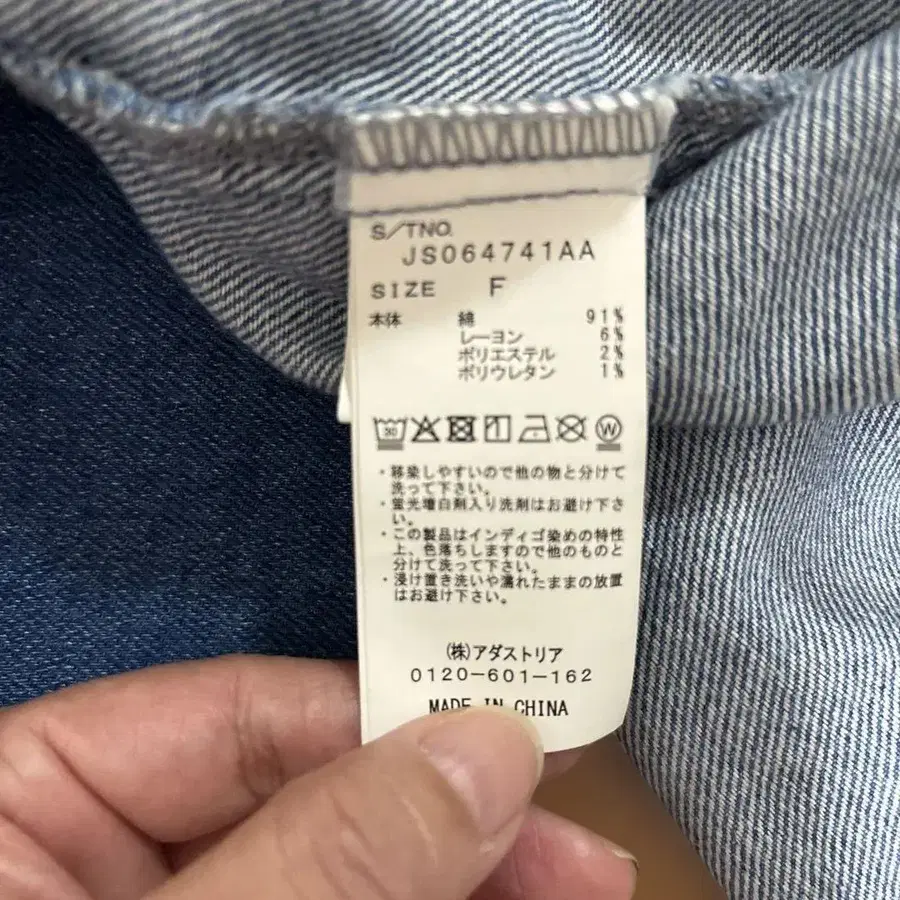 S/TNO.
JS064741AA
SIZE F
本体 綿 91%
レーヨン 6%
ポリエステル 2%
ポリウレタン 1%
30
W
・移染しやすいので他の物と分けて
洗って下さい。
・蛍光増白剤入り洗剤はお避け下さ
い。
・この製品はインディゴ染めの特性
上、色落ちしますので他のものと
分けて洗って下さい。
・浸け置き洗いや濡れたままの放置
はお避け下さい。
(株)アダストリア
0120-601-162
MADE IN CHINA